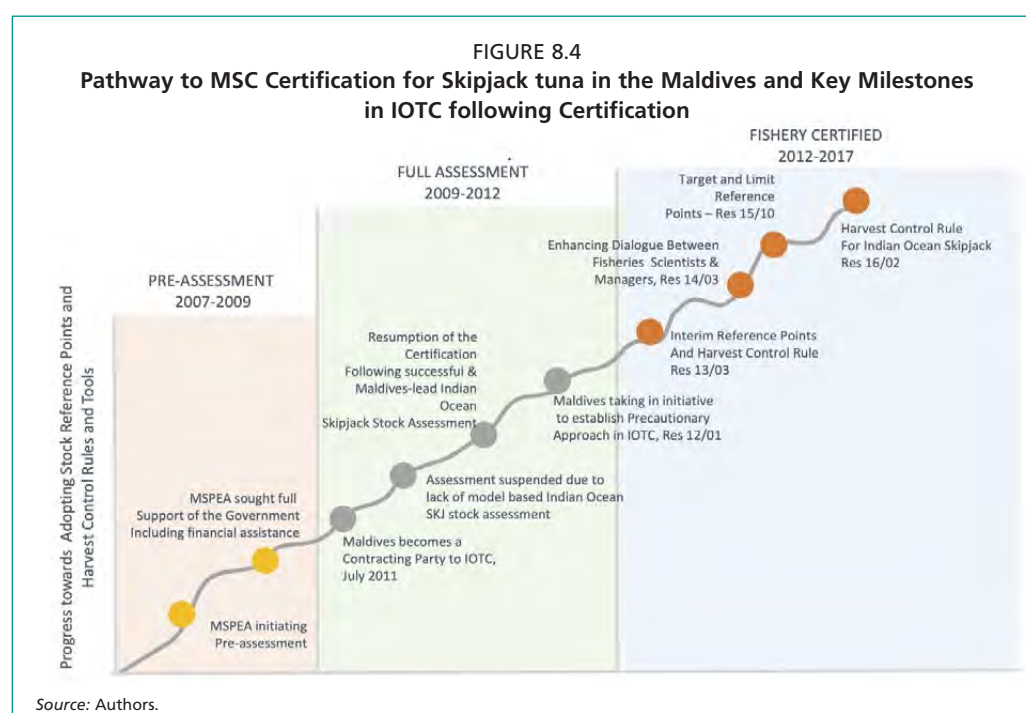 FIGURE 8.4
Pathway to MSC Certification for Skipjack tuna in the Maldives and Key Milestones
in IOTC following Certification
FISHERY CERTIFIED
2012-2017
FULL ASSESSMENT
2009-2012
PRE-ASSESSMENT
2007-2009
Progress towards Adopting Stock Reference Points and
Harvest Control Rules and Tools
MSPEA initiating
Pre-assessment
MSPEA sought full
Support of the Government
Including financial assistance
Maldives becomes a
Contracting Party to IOTC,
July 2011
Assessment suspended due to
lack of model based Indian Ocean
SKJ stock assessment
Resumption of the
Certification
Following successful &
Maldives-lead Indian
Ocean
Skipjack Stock Assessment
Maldives taking in initiative
to establish Precautionary
Approach in IOTC, Res 12/01
Interim Reference Points
And Harvest Control Rule
Res 13/03
Enhancing Dialogue Between
Fisheries Scientists &
Managers, Res 14/03
Target and Limit
Reference
Points – Res 15/10
Harvest Control Rule
For Indian Ocean Skipjack
Res 16/02
Source: Authors.